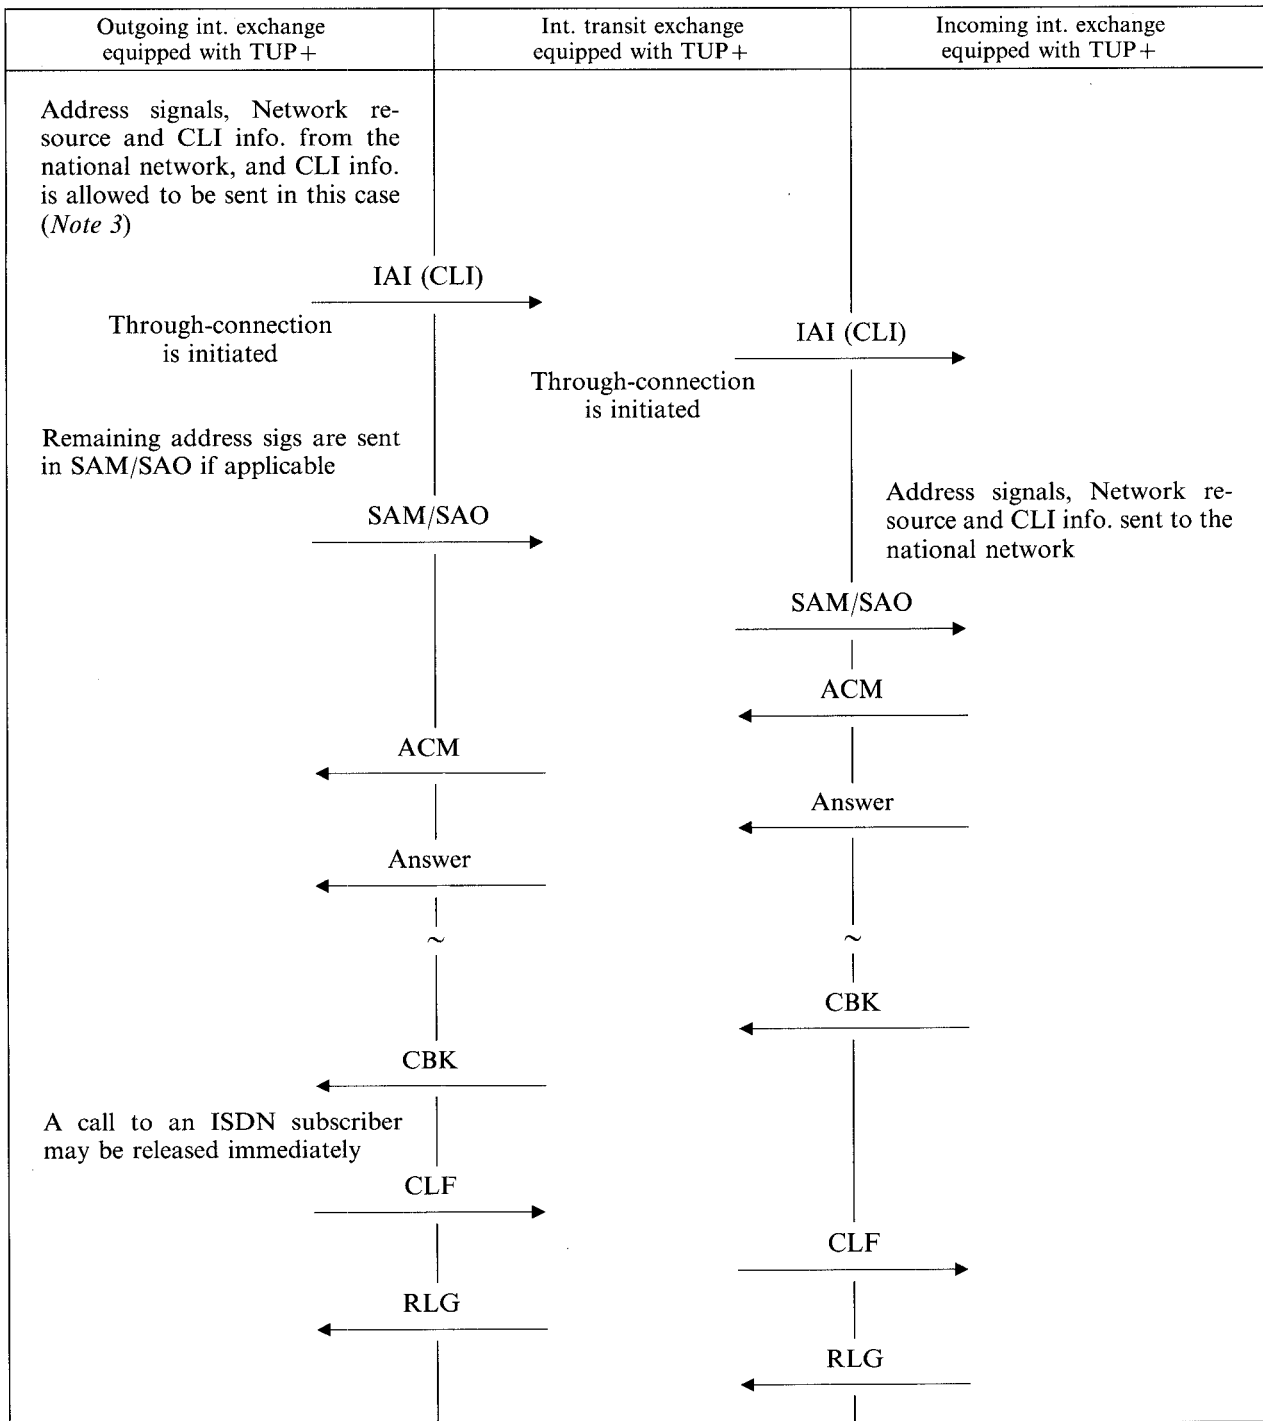 Outgoing int. exchange
equipped with TUP+
Int. transit exchange
equipped with TUP+
Incoming int. exchange
equipped with TUP+
Address signals, Network re-
source and CLI info. from the
national network, and CLI info.
is allowed to be sent in this case
(Note 3)
IAI (CLI)
Through-connection
is initiated
IAI (CLI)
Through-connection
is initiated
Remaining address sigs are sent
in SAM/SAO if applicable
Address signals, Network re-
source and CLI info. sent to the
national network
SAM/SAO
SAM/SAO
ACM
ACM
Answer
Answer
~
~
CBK
CBK
A call to an ISDN subscriber
may be released immediately
CLF
CLF
RLG
RLG